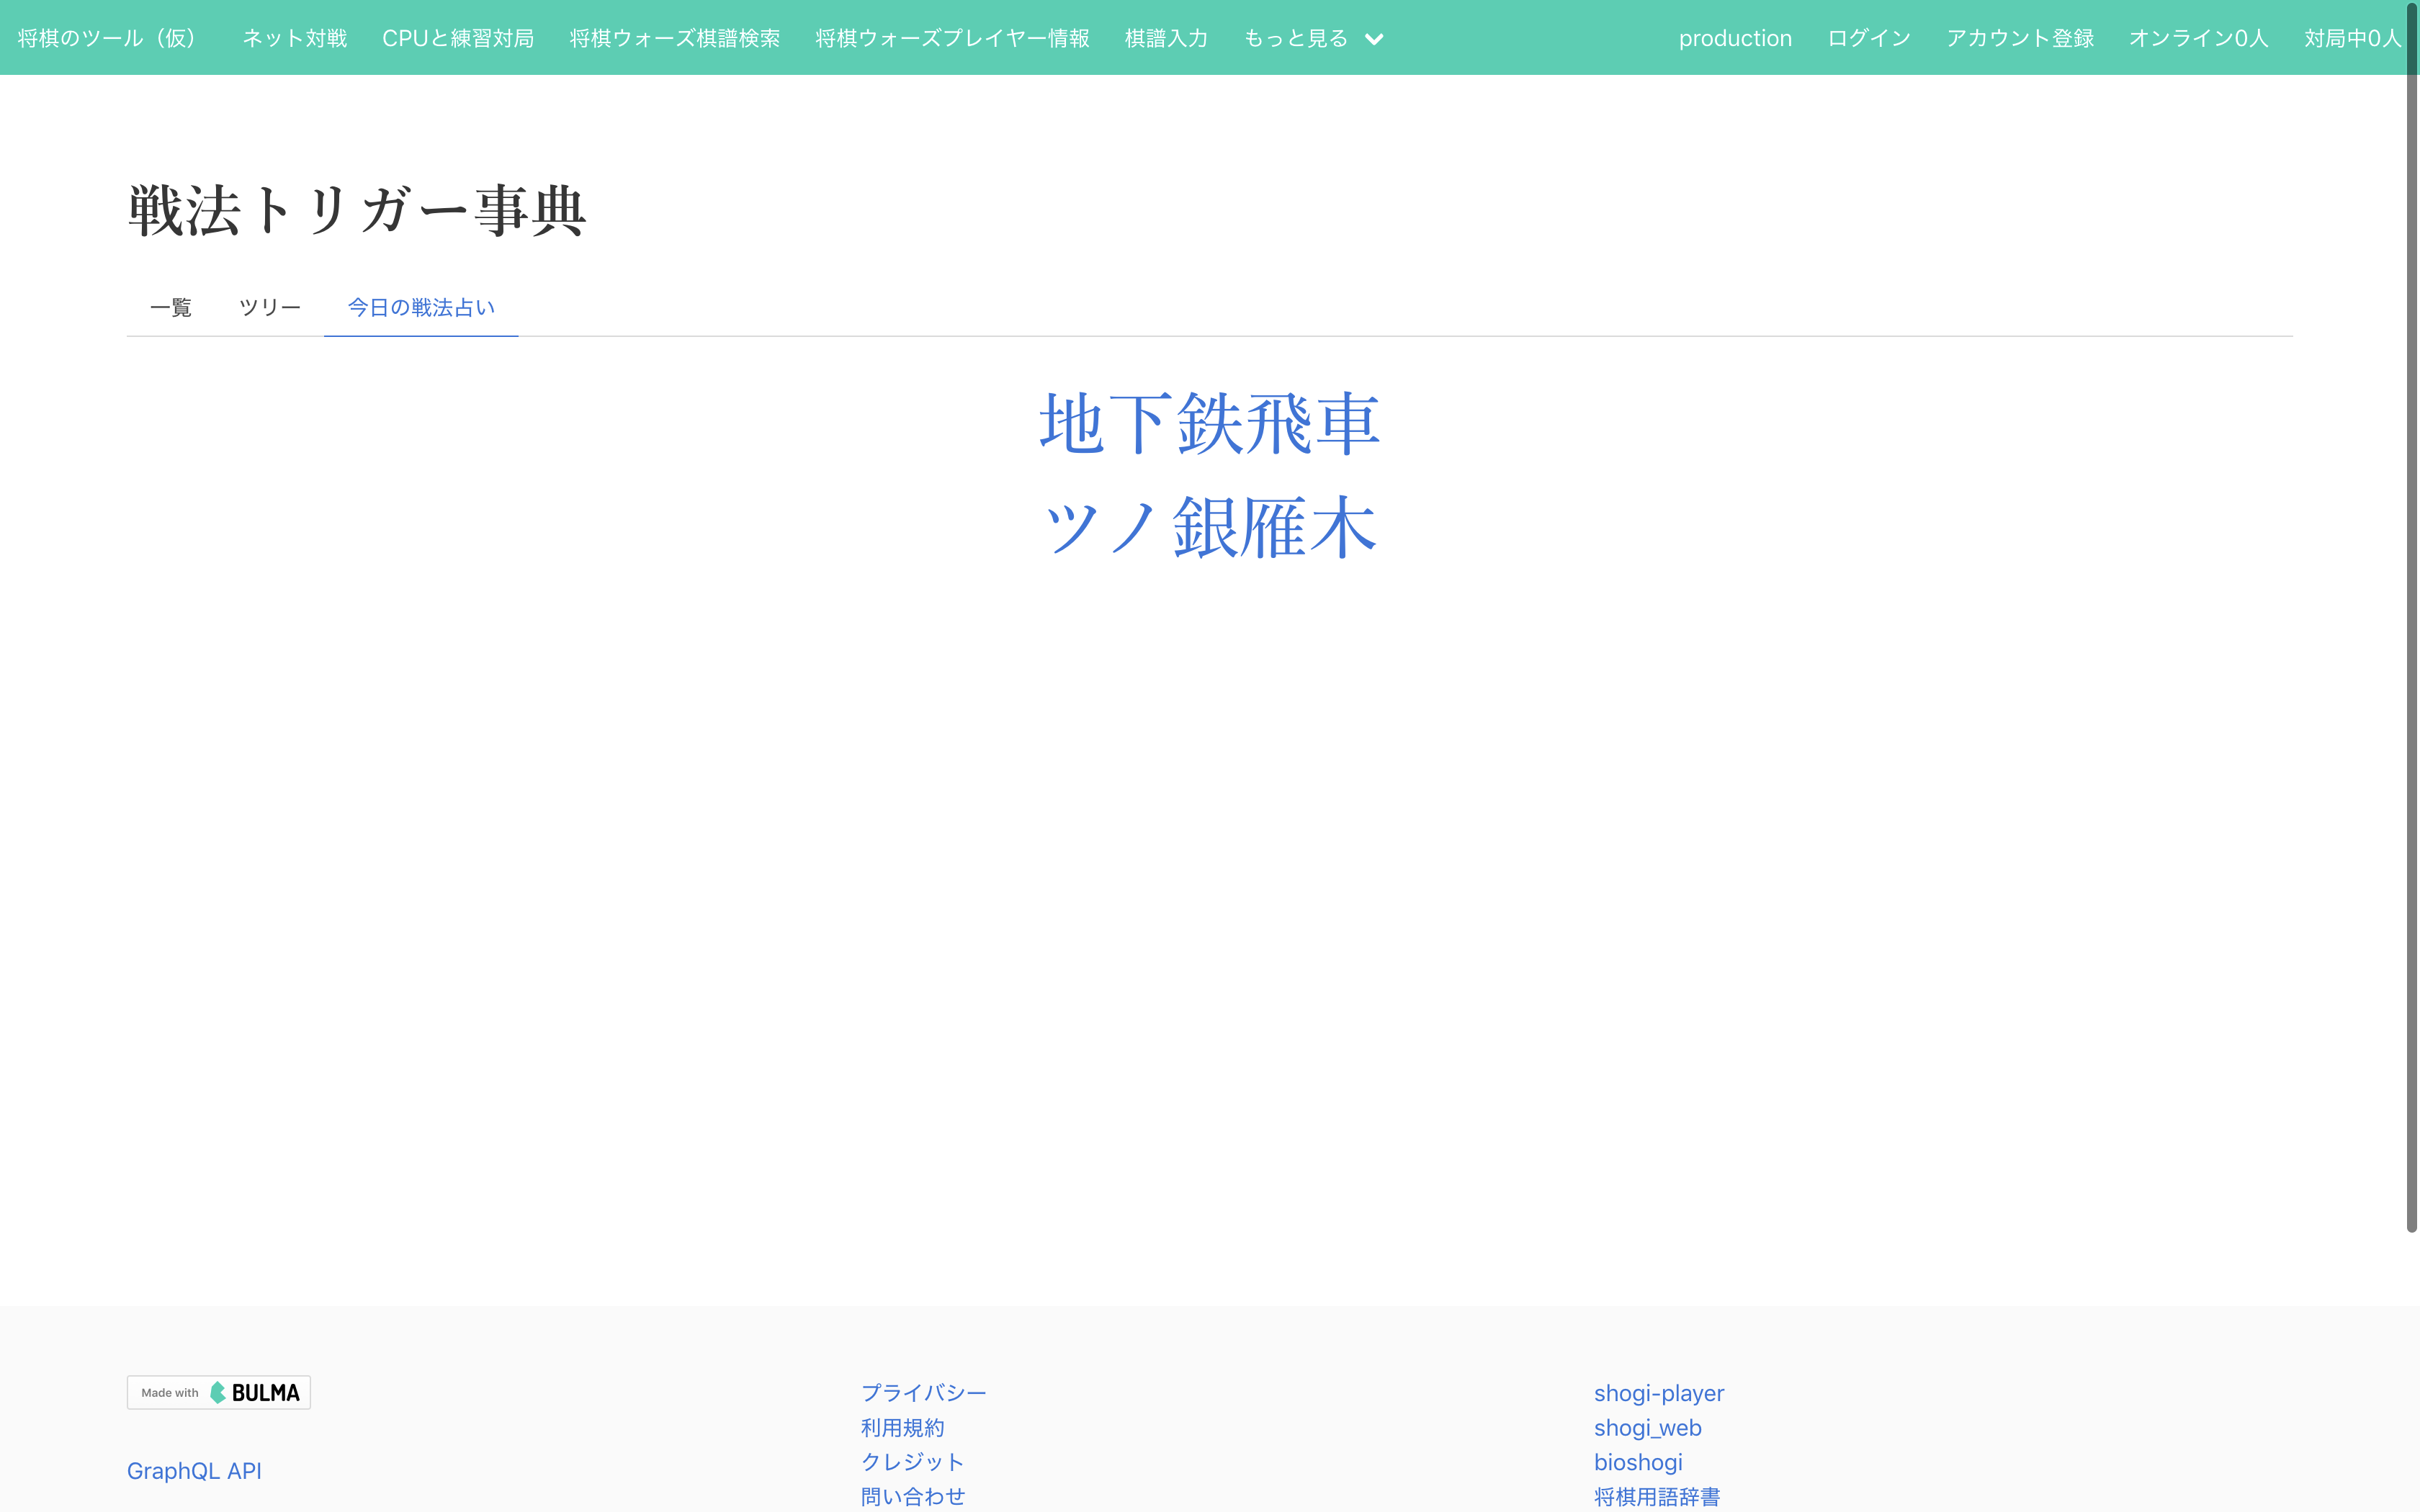 将棋のツール（仮） ネット対戦 CPUと練習対局 将棋ウォーズ棋譜検索 将棋ウォーズプレイヤー情報 棋譜入力 もっと見る production ログイン アカウント登録 オンライン0人 対局中0人
戦法トリガー事典
一覧 ツリー 今日の戦法占い
地下鉄飛車
ツノ銀雁木
Made with BULMA
GraphQL API
プライバシー
利用規約
クレジット
問い合わせ
shogi-player
shogi_web
bioshogi
将棋用語辞書